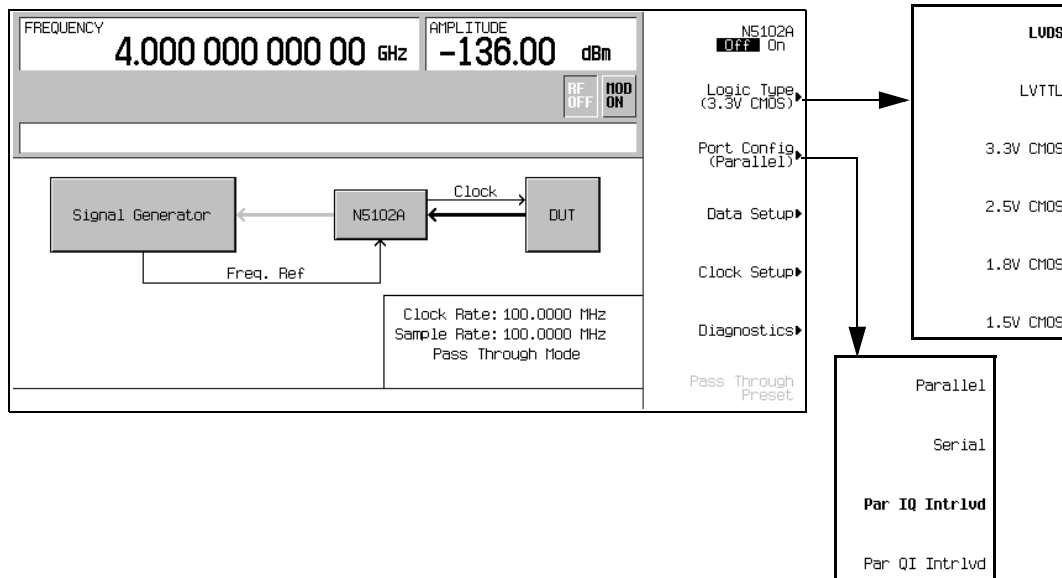 FREQUENCY
4.000 000 000 00 GHz
AMPLITUDE
-136.00 dBm
RF OFF
MOD ON
Signal Generator
N5102A
Clock
DUT
Freq. Ref
Clock Rate: 100.0000 MHz
Sample Rate: 100.0000 MHz
Pass Through Mode
N5102A
Off On
Logic Type
(3.3V CMOS)
Port Config
(Parallel)
Data Setup
Clock Setup
Diagnostics
Pass Through
Preset
LVDS
LVTTL
3.3V CMOS
2.5V CMOS
1.8V CMOS
1.5V CMOS
Parallel
Serial
Par IQ Intrlvd
Par QI Intrlvd